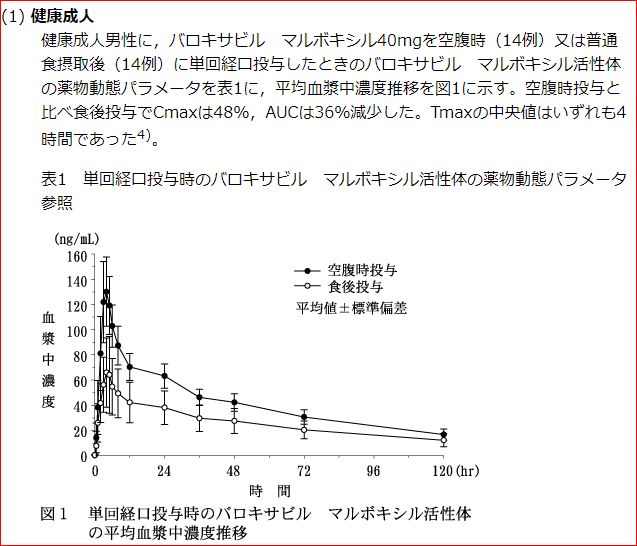 (1) 健康成人
健康成人男性に，バロキサビル　マルボキシル40mgを空腹時（14例）又は普通
食摂取後（14例）に単回経口投与したときのバロキサビル　マルボキシル活性体
の薬物動態パラメータを表1に，平均血漿中濃度推移を図1に示す。空腹時投与と
比べ食後投与でCmaxは48%，AUCは36%減少した。Tmaxの中央値はいずれも4
時間であった4)。
表1　単回経口投与時のバロキサビル　マルボキシル活性体の薬物動態パラメータ
参照
(ng/mL)
160
140
120
100
80
60
40
20
0
血漿中濃度
空腹時投与
食後投与
平均値±標準偏差
0 24 36 48 72 96 120 (hr)
時　間
図1　単回経口投与時のバロキサビル　マルボキシル活性体
の平均血漿中濃度推移